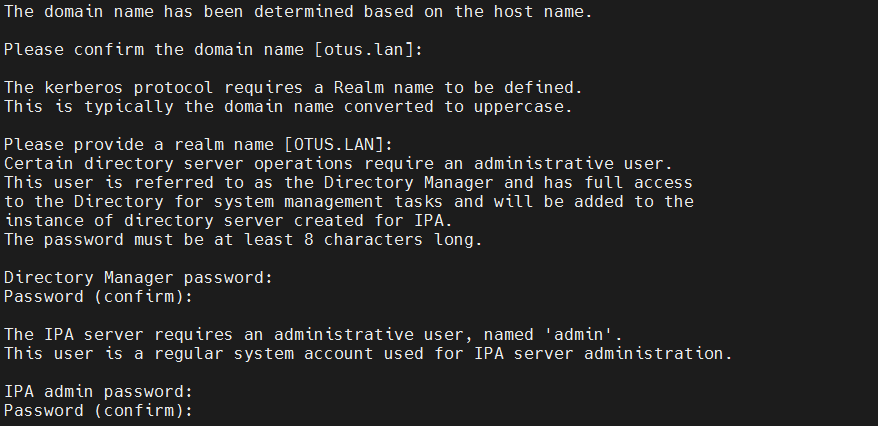 The domain name has been determined based on the host name.
Please confirm the domain name [otus.lan]:
The kerberos protocol requires a Realm name to be defined.
This is typically the domain name converted to uppercase.
Please provide a realm name [OTUS.LAN]:
Certain directory server operations require an administrative user.
This user is referred to as the Directory Manager and has full access
to the Directory for system management tasks and will be added to the
instance of directory server created for IPA.
The password must be at least 8 characters long.
Directory Manager password:
Password (confirm):
The IPA server requires an administrative user, named 'admin'.
This user is a regular system account used for IPA server administration.
IPA admin password:
Password (confirm):